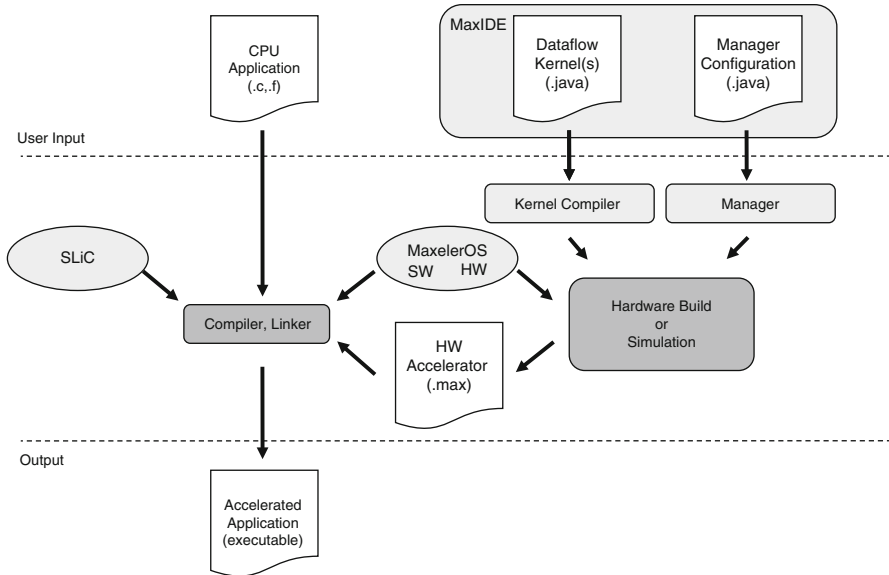 MaxIDE
CPU
Application
(.c,.f)
Dataflow
Kernel(s)
(.java)
Manager
Configuration
(.java)
User Input
Kernel Compiler
Manager
SLiC
MaxelerOS
SW HW
Compiler, Linker
HW
Accelerator
(.max)
Hardware Build
or
Simulation
Output
Accelerated
Application
(executable)